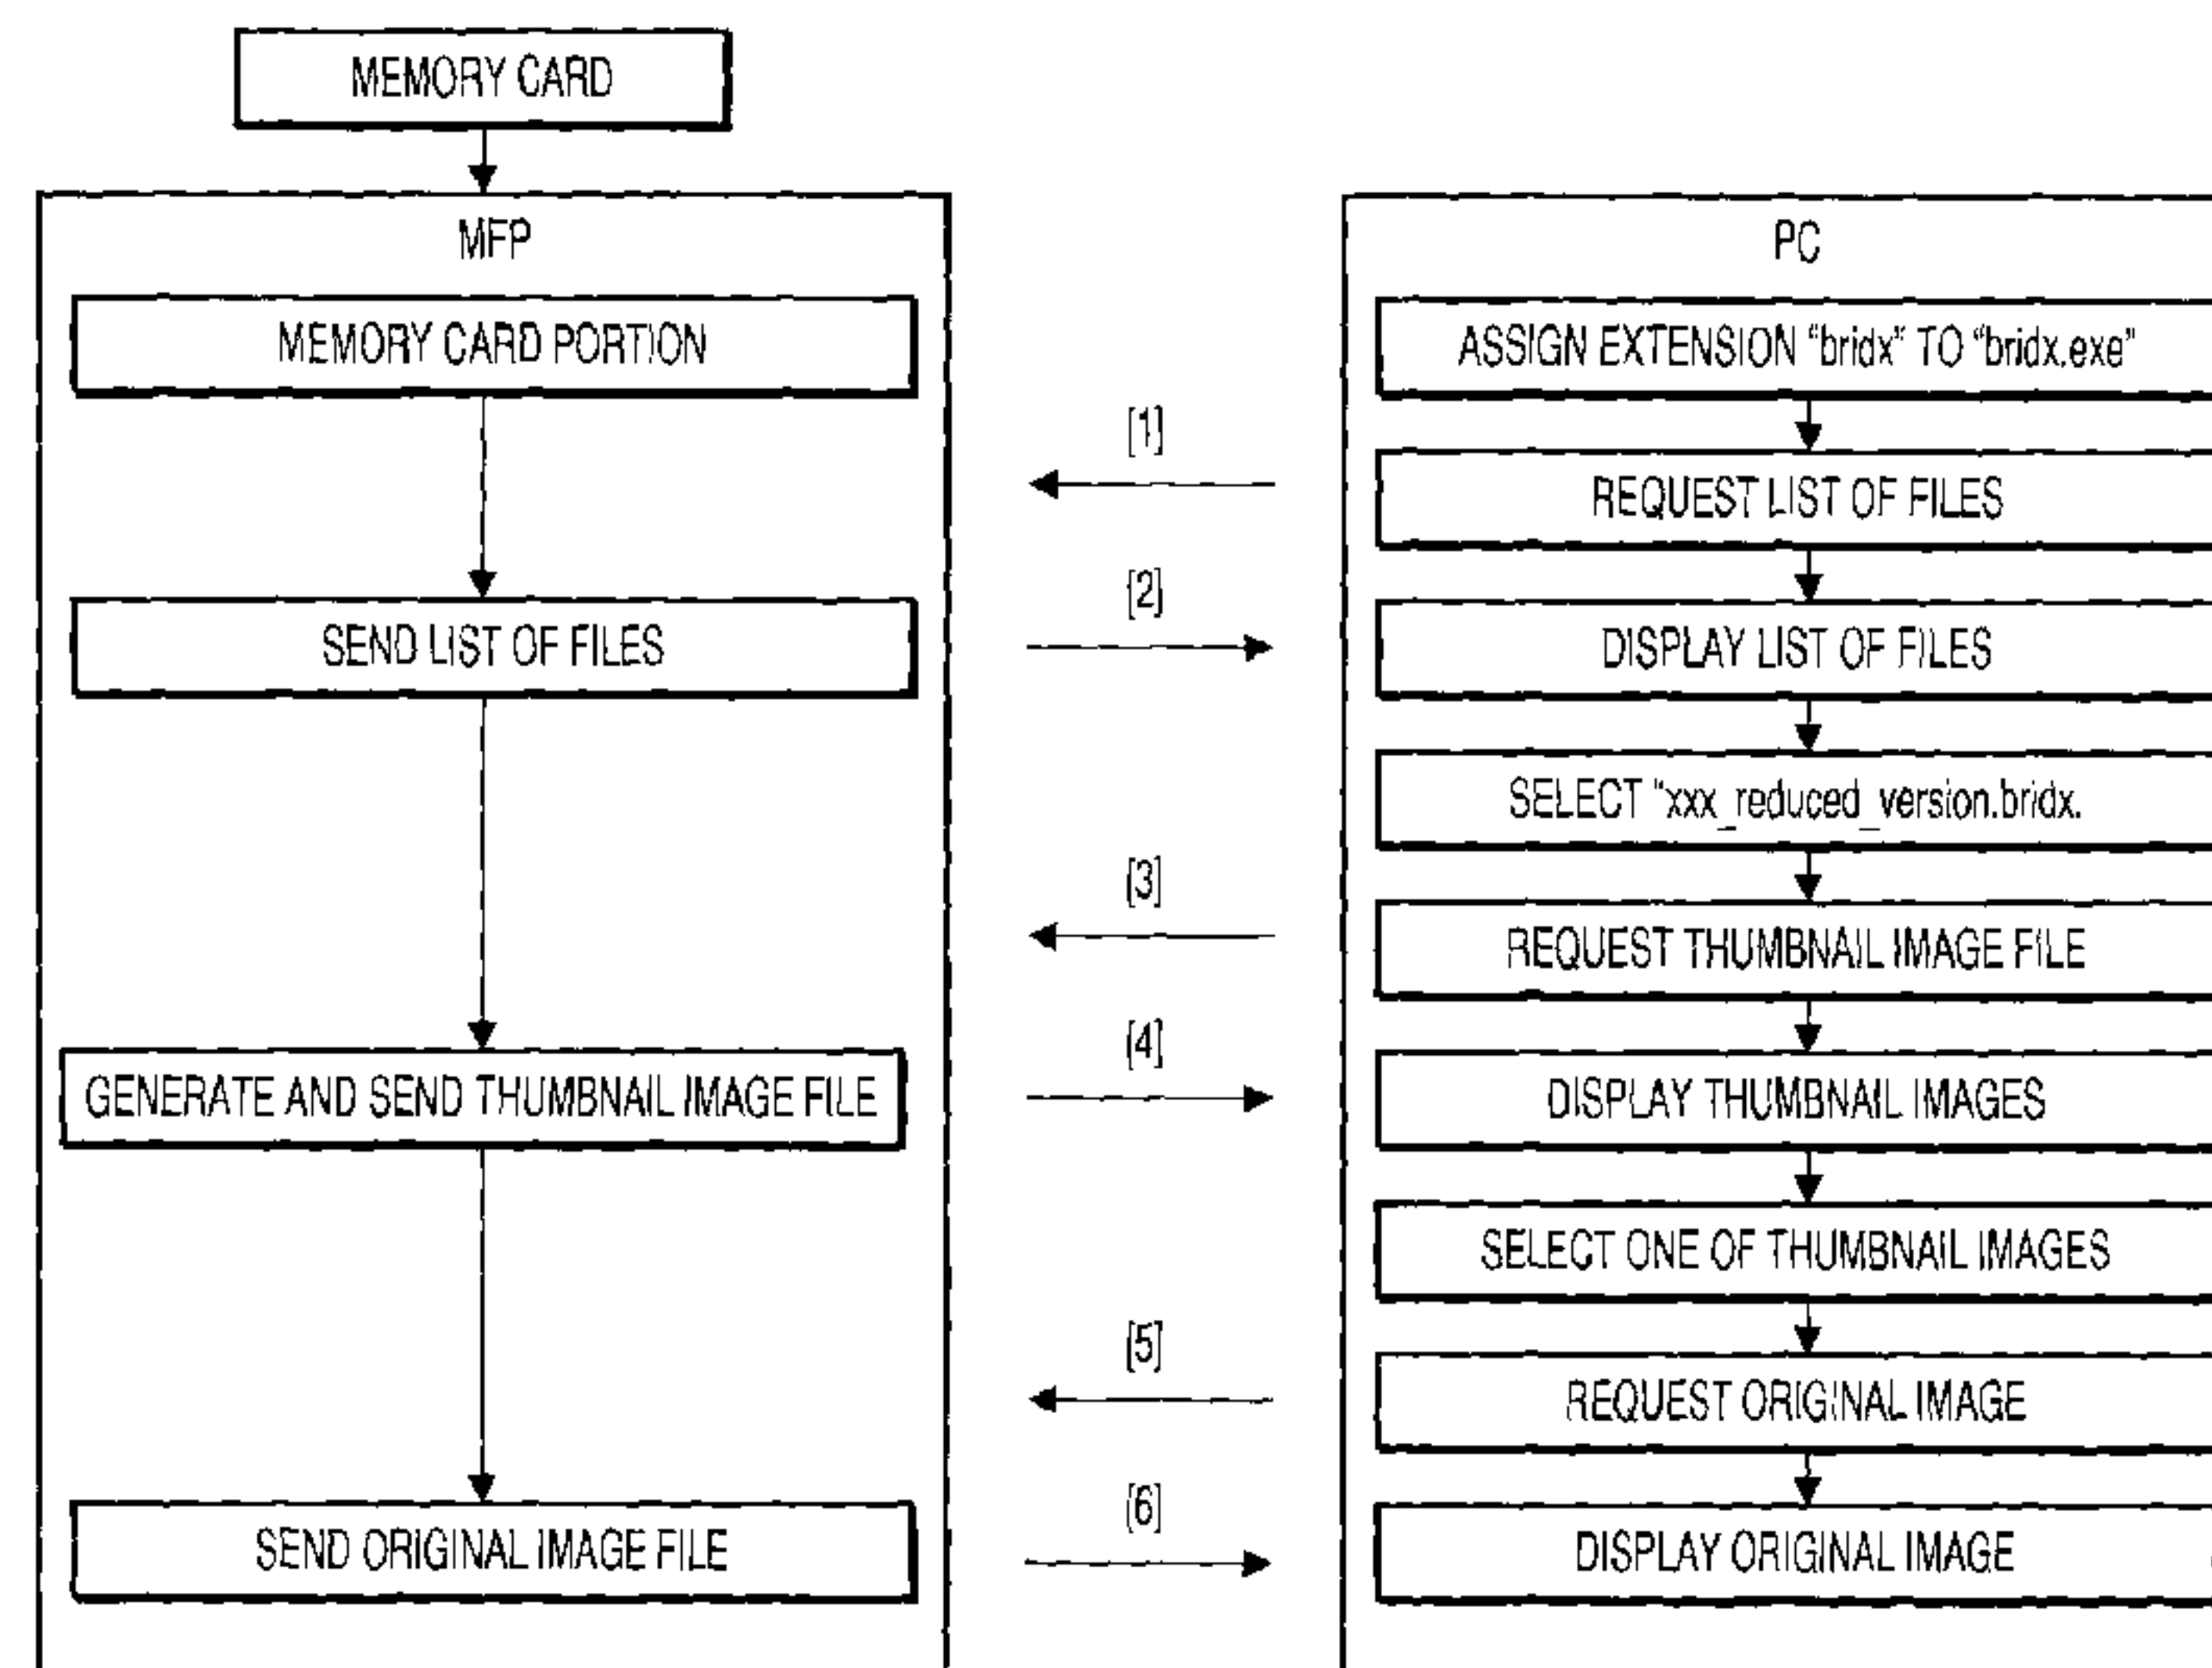 MEMORY CARD
MFP
MEMORY CARD PORTION
SEND LIST OF FILES
GENERATE AND SEND THUMBNAIL IMAGE FILE
SEND ORIGINAL IMAGE FILE
[1]
[2]
[3]
[4]
[5]
[6]
PC
ASSIGN EXTENSION "bridx" TO "bridx.exe"
REQUEST LIST OF FILES
DISPLAY LIST OF FILES
SELECT "xxx_reduced_version.bridx.
REQUEST THUMBNAIL IMAGE FILE
DISPLAY THUMBNAIL IMAGES
SELECT ONE OF THUMBNAIL IMAGES
REQUEST ORIGINAL IMAGE
DISPLAY ORIGINAL IMAGE